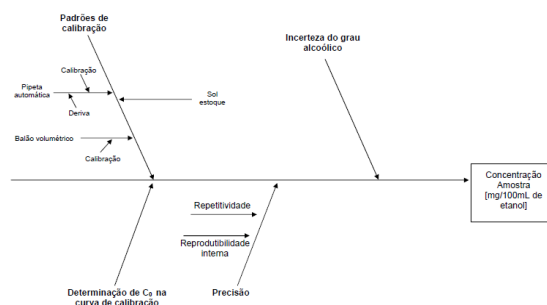 Padrões de
calibração
Incerteza do grau
alcoólico
Calibração
Pipeta
automática
Sol
estoque
Deriva
Balão volumétrico
Calibração
Concentração
Amostra
[mg/100mL de
etanol]
Repetitividade
Reprodutibilidade
interna
Determinação de C₀ na
curva de calibração
Precisão